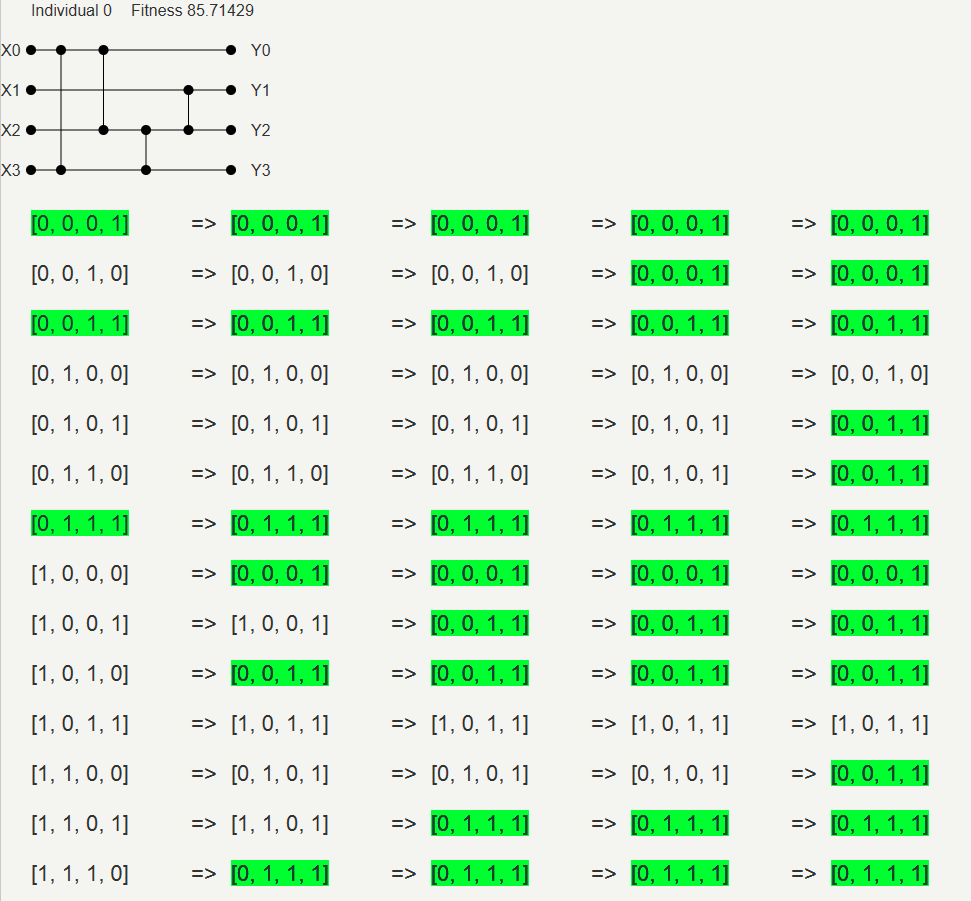 Individual 0 Fitness 85.71429
X0 Y0
X1 Y1
X2 Y2
X3 Y3
[0, 0, 0, 1] => [0, 0, 0, 1] => [0, 0, 0, 1] => [0, 0, 0, 1] => [0, 0, 0, 1]
[0, 0, 1, 0] => [0, 0, 1, 0] => [0, 0, 1, 0] => [0, 0, 0, 1] => [0, 0, 0, 1]
[0, 0, 1, 1] => [0, 0, 1, 1] => [0, 0, 1, 1] => [0, 0, 1, 1] => [0, 0, 1, 1]
[0, 1, 0, 0] => [0, 1, 0, 0] => [0, 1, 0, 0] => [0, 1, 0, 0] => [0, 0, 1, 0]
[0, 1, 0, 1] => [0, 1, 0, 1] => [0, 1, 0, 1] => [0, 1, 0, 1] => [0, 0, 1, 1]
[0, 1, 1, 0] => [0, 1, 1, 0] => [0, 1, 1, 0] => [0, 1, 0, 1] => [0, 0, 1, 1]
[0, 1, 1, 1] => [0, 1, 1, 1] => [0, 1, 1, 1] => [0, 1, 1, 1] => [0, 1, 1, 1]
[1, 0, 0, 0] => [0, 0, 0, 1] => [0, 0, 0, 1] => [0, 0, 0, 1] => [0, 0, 0, 1]
[1, 0, 0, 1] => [1, 0, 0, 1] => [0, 0, 1, 1] => [0, 0, 1, 1] => [0, 0, 1, 1]
[1, 0, 1, 0] => [0, 0, 1, 1] => [0, 0, 1, 1] => [0, 0, 1, 1] => [0, 0, 1, 1]
[1, 0, 1, 1] => [1, 0, 1, 1] => [1, 0, 1, 1] => [1, 0, 1, 1] => [1, 0, 1, 1]
[1, 1, 0, 0] => [0, 1, 0, 1] => [0, 1, 0, 1] => [0, 1, 0, 1] => [0, 0, 1, 1]
[1, 1, 0, 1] => [1, 1, 0, 1] => [0, 1, 1, 1] => [0, 1, 1, 1] => [0, 1, 1, 1]
[1, 1, 1, 0] => [0, 1, 1, 1] => [0, 1, 1, 1] => [0, 1, 1, 1] => [0, 1, 1, 1]